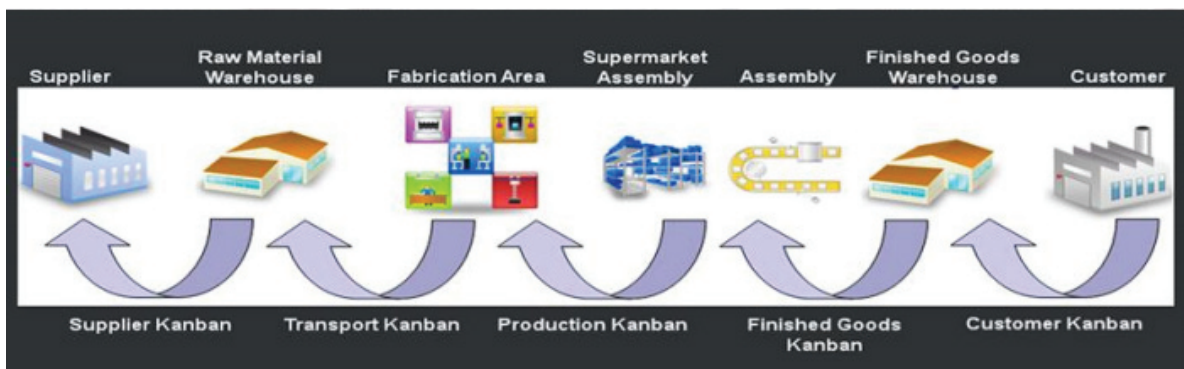 Supplier
Raw Material
Warehouse
Fabrication Area
Supermarket
Assembly
Assembly
Finished Goods
Warehouse
Customer
Supplier Kanban
Transport Kanban
Production Kanban
Finished Goods
Kanban
Customer Kanban